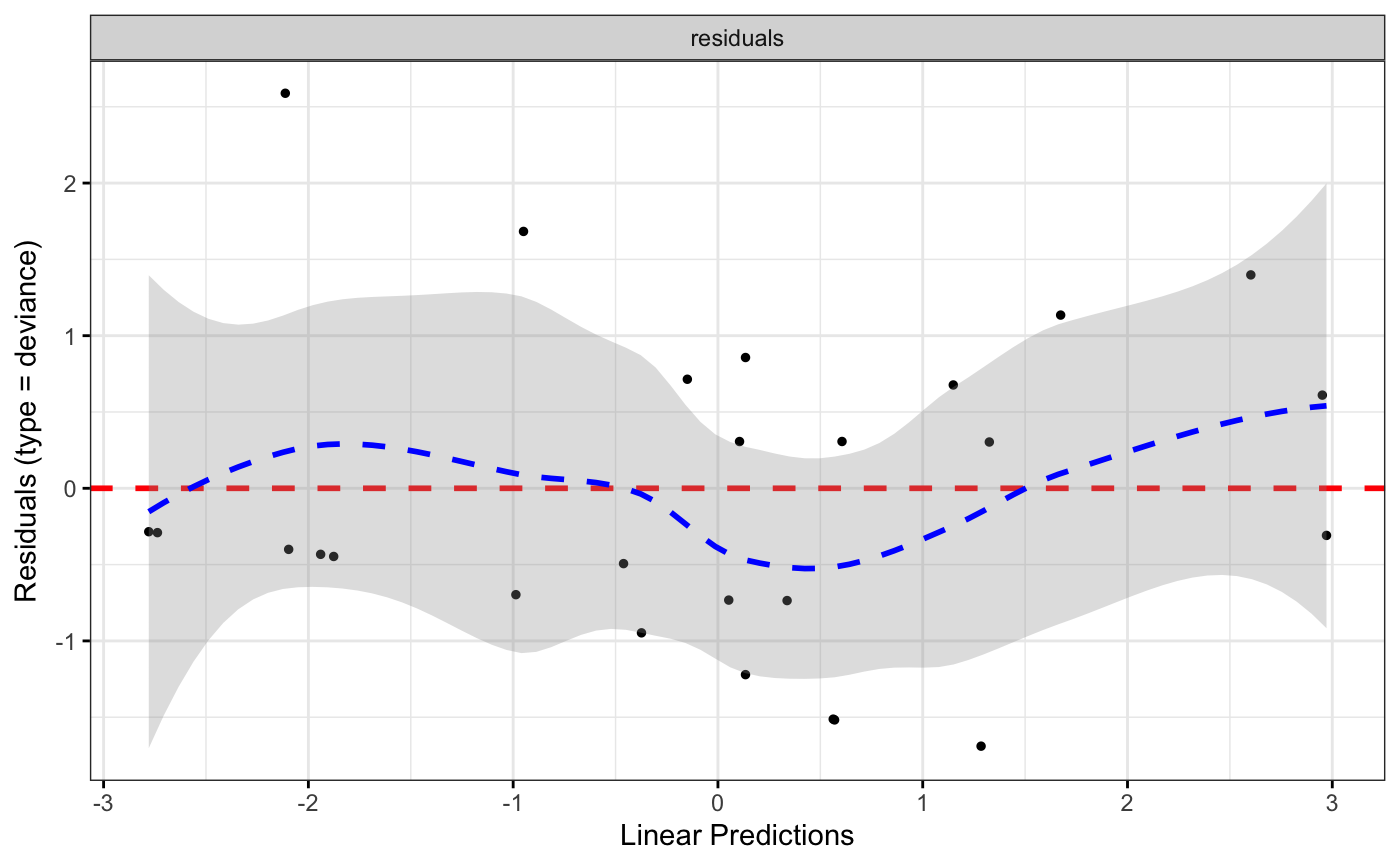 residuals
Residuals (type = deviance)
2
1
0
-1
-3 -2 -1 0 1 2 3
Linear Predictions